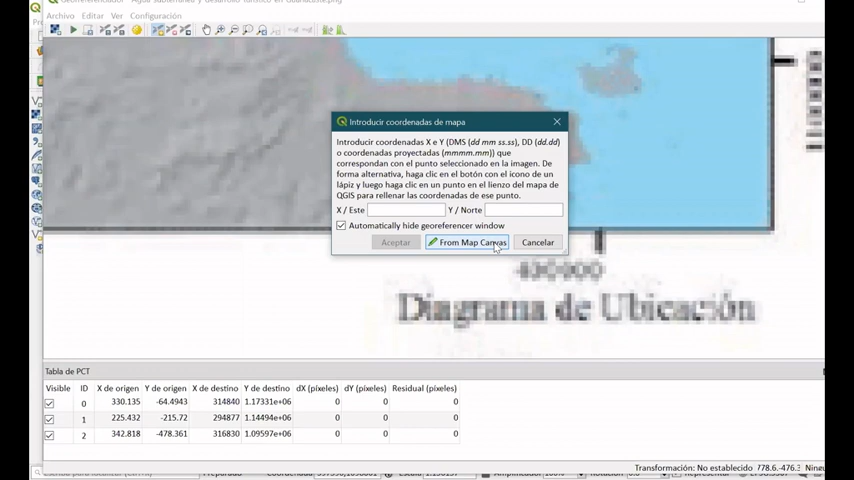 Georreferenciador - Agua subterránea y desarrollo turístico en Guanacaste.png
Archivo Editar Ver Configuración
Introducir coordenadas de mapa
Introducir coordenadas X e Y (DMS (dd mm ss.ss), DD (dd.dd)
o coordenadas proyectadas (mmmm.mm)) que
correspondan con el punto seleccionado en la imagen. De
forma alternativa, haga clic en el botón con el icono de un
lápiz y luego haga clic en un punto en el lienzo del mapa de
QGIS para rellenar las coordenadas de ese punto.
X / Este Y / Norte
Automatically hide georeferencer window
Aceptar From Map Canvas Cancelar
Diagrama de Ubicación
Tabla de PCT
Visible ID X de origen Y de origen X de destino Y de destino dX (píxeles) dY (píxeles) Residual (píxeles)
0 330.135 -64.4943 314840 1.17331e+06 0 0 0
1 225.432 -215.72 294877 1.14494e+06 0 0 0
2 342.818 -478.361 316830 1.09597e+06 0 0 0
Transformación: No establecido 778.6,-476.3 Ningu